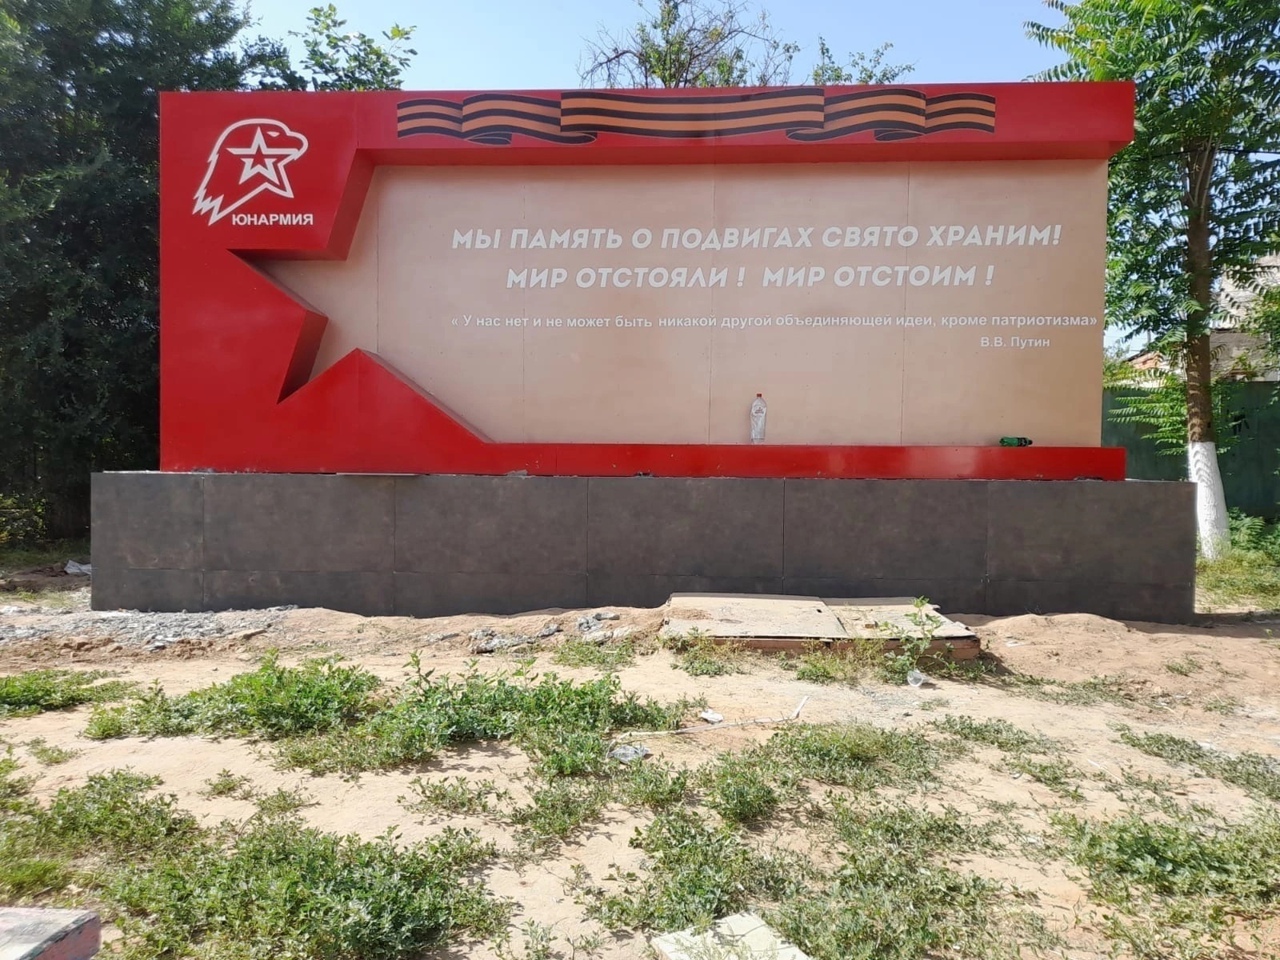 ЮНАРМИЯ
МЫ ПАМЯТЬ О ПОДВИГАХ СВЯТО ХРАНИМ!
МИР ОТСТОЯЛИ ! МИР ОТСТОИМ !
« У нас нет и не может быть никакой другой объединяющей идеи, кроме патриотизма»
В.В. Путин